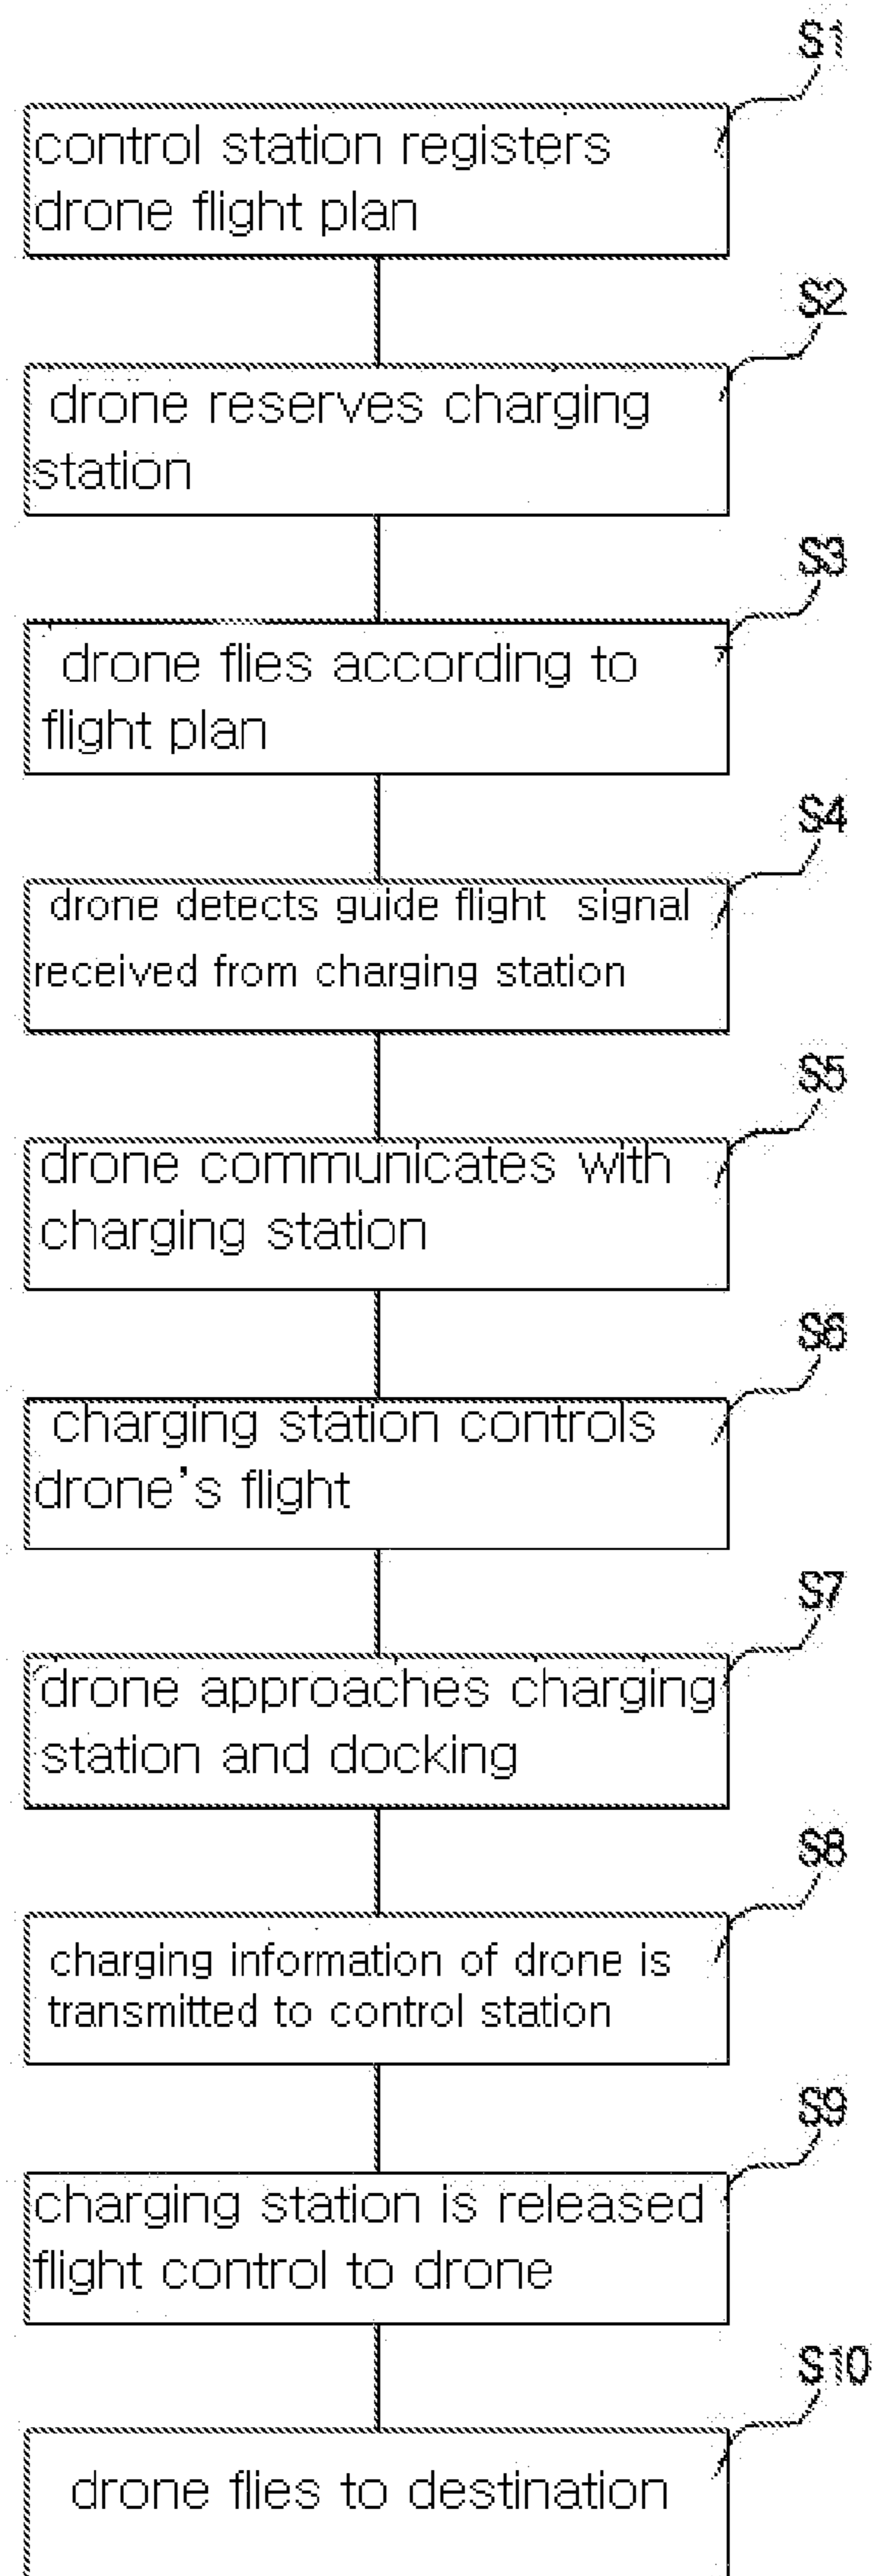 S1
control station registers
drone flight plan
S2
drone reserves charging
station
S3
drone flies according to
flight plan
S4
drone detects guide flight signal
received from charging station
S5
drone communicates with
charging station
S6
charging station controls
drone's flight
S7
drone approaches charging
station and docking
S8
charging information of drone is
transmitted to control station
S9
charging station is released
flight control to drone
S10
drone flies to destination